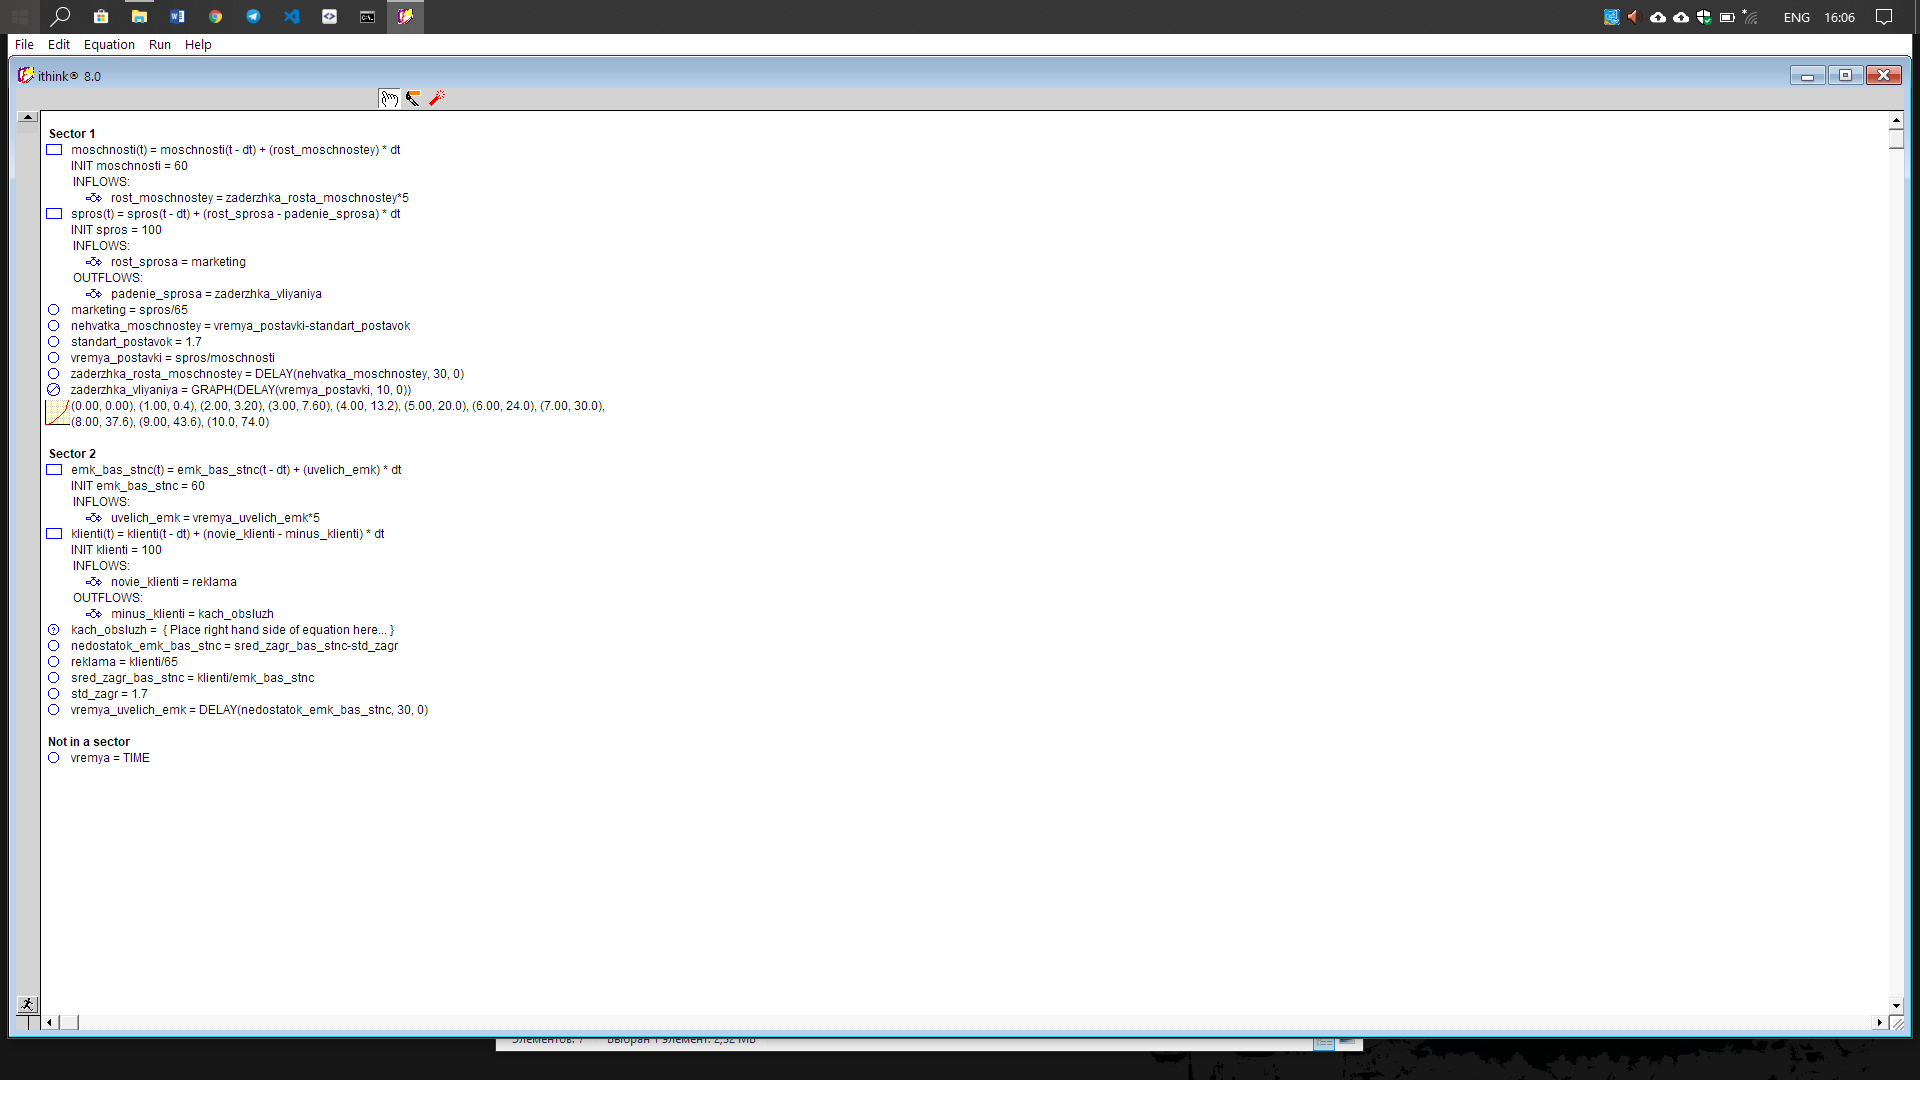 ENG 16:06
File Edit Equation Run Help
ithink® 8.0
Sector 1
moschnosti(t) = moschnosti(t - dt) + (rost_moschnostey) * dt
INIT moschnosti = 60
INFLOWS:
rost_moschnostey = zaderzhka_rosta_moschnostey*5
spros(t) = spros(t - dt) + (rost_sprosa - padenie_sprosa) * dt
INIT spros = 100
INFLOWS:
rost_sprosa = marketing
OUTFLOWS:
padenie_sprosa = zaderzhka_vliyaniya
marketing = spros/65
nehvatka_moschnostey = vremya_postavki-standart_postavok
standart_postavok = 1.7
vremya_postavki = spros/moschnosti
zaderzhka_rosta_moschnostey = DELAY(nehvatka_moschnostey, 30, 0)
zaderzhka_vliyaniya = GRAPH(DELAY(vremya_postavki, 10, 0))
(0.00, 0.00), (1.00, 0.4), (2.00, 3.20), (3.00, 7.60), (4.00, 13.2), (5.00, 20.0), (6.00, 24.0), (7.00, 30.0),
(8.00, 37.6), (9.00, 43.6), (10.0, 74.0)
Sector 2
emk_bas_stnc(t) = emk_bas_stnc(t - dt) + (uvelich_emk) * dt
INIT emk_bas_stnc = 60
INFLOWS:
uvelich_emk = vremya_uvelich_emk*5
klienti(t) = klienti(t - dt) + (novie_klienti - minus_klienti) * dt
INIT klienti = 100
INFLOWS:
novie_klienti = reklama
OUTFLOWS:
minus_klienti = kach_obsluzh
kach_obsluzh = { Place right hand side of equation here... }
nedostatok_emk_bas_stnc = sred_zagr_bas_stnc-std_zagr
reklama = klienti/65
sred_zagr_bas_stnc = klienti/emk_bas_stnc
std_zagr = 1.7
vremya_uvelich_emk = DELAY(nedostatok_emk_bas_stnc, 30, 0)
Not in a sector
vremya = TIME
Элементов: 7 Выбран 1 элемент: 2,52 МБ